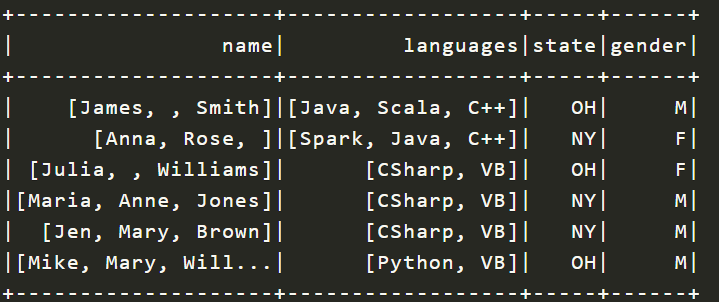 +--------------------+------------------+-----+------+
|                name|         languages|state|gender|
+--------------------+------------------+-----+------+
|    [James, , Smith]|[Java, Scala, C++]|   OH|     M|
|      [Anna, Rose, ]|[Spark, Java, C++]|   NY|     F|
| [Julia, , Williams]|      [CSharp, VB]|   OH|     F|
|[Maria, Anne, Jones]|      [CSharp, VB]|   NY|     M|
|  [Jen, Mary, Brown]|      [CSharp, VB]|   NY|     M|
|[Mike, Mary, Will...|      [Python, VB]|   OH|     M|
+--------------------+------------------+-----+------+